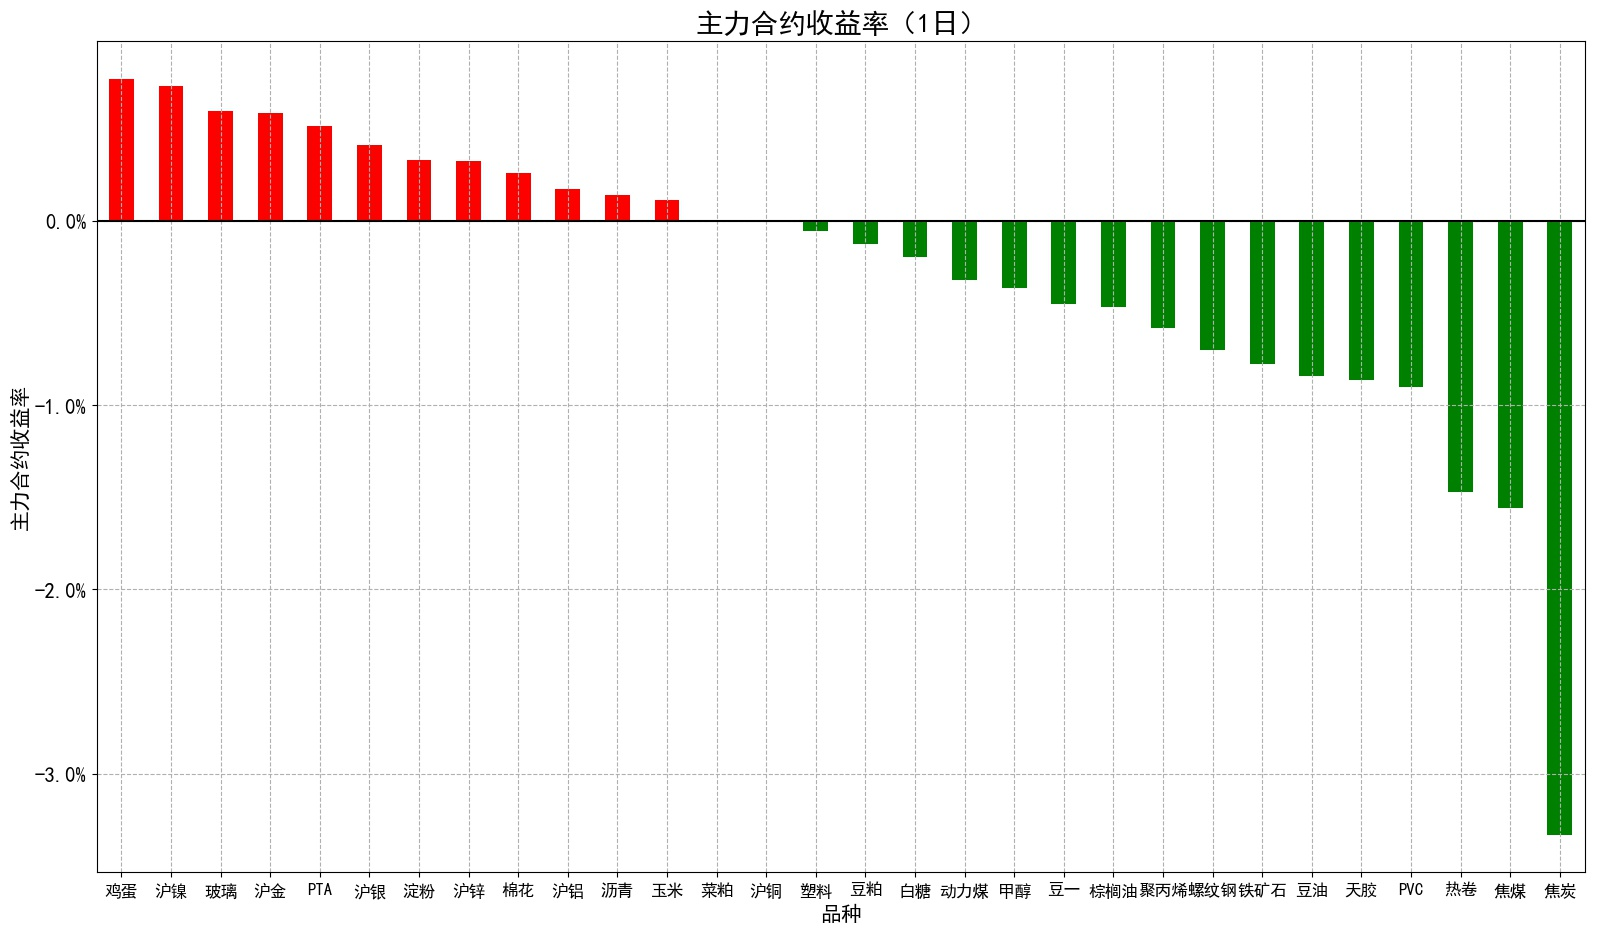 主力合约收益率（1日）
主力合约收益率
0.0%
-1.0%
-2.0%
-3.0%
鸡蛋 沪镍 玻璃 沪金 PTA 沪银 淀粉 沪锌 棉花 沪铝 沥青 玉米 菜粕 沪铜 塑料 豆粕 白糖 动力煤 甲醇 豆一 棕榈油 聚丙烯 螺纹钢 铁矿石 豆油 天胶 PVC 热卷 焦煤 焦炭
品种